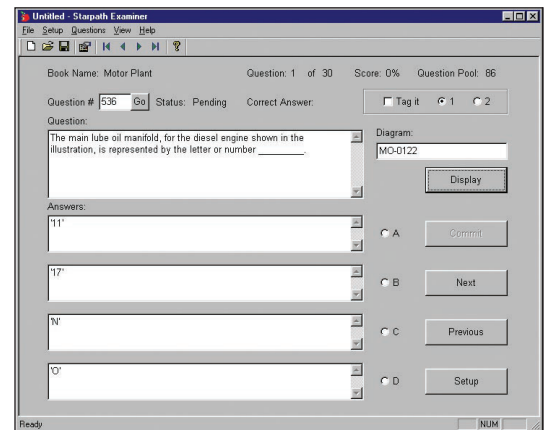 Untitled - Starpath Examiner
File Setup Questions View Help
Book Name: Motor Plant Question: 1 of 30 Score: 0% Question Pool: 86
Question # 536 Go Status: Pending Correct Answer: Tag it 1 2
Question:
The main lube oil manifold, for the diesel engine shown in the
illustration, is represented by the letter or number _________.
Diagram:
MO-0122
Display
Answers:
'11'
A Commit
'17'
B Next
'N'
C Previous
'O'
D Setup
Ready NUM